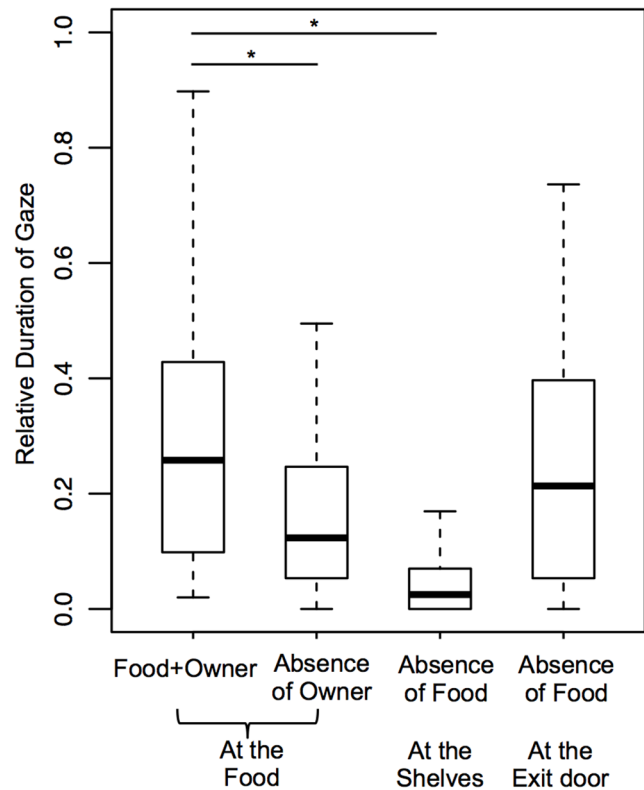 *
*
1.0
0.8
0.6
0.4
0.2
0.0
Relative Duration of Gaze
Food+Owner
Absence
of Owner
Absence
of Food
Absence
of Food
At the
Food
At the
Shelves
At the
Exit door